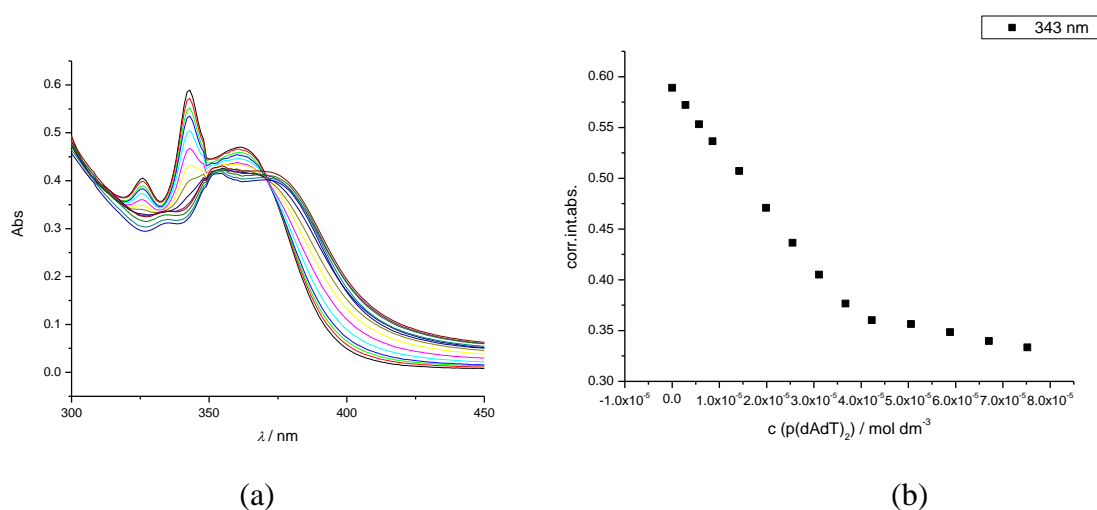 0.6
0.5
0.4
0.3
0.2
0.1
0.0
Abs
300 350 400 450
λ / nm
(a)
343 nm
0.60
0.55
0.50
0.45
0.40
0.35
0.30
corr.int.abs.
-1.0x10⁻⁵ 0.0 1.0x10⁻⁵ 2.0x10⁻⁵ 3.0x10⁻⁵ 4.0x10⁻⁵ 5.0x10⁻⁵ 6.0x10⁻⁵ 7.0x10⁻⁵ 8.0x10⁻⁵
c (p(dAdT)₂) / mol dm⁻³
(b)